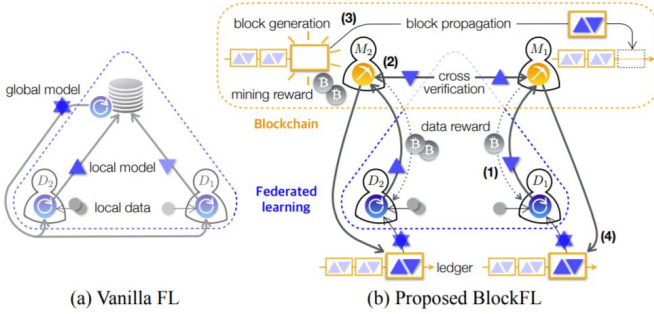 global model
D₂
D₁
local model
local data
(a) Vanilla FL
block generation
(3)
block propagation
M₂
(2)
M₁
mining reward
cross
verification
Blockchain
data reward
(1)
D₂
D₁
Federated
learning
(4)
ledger
(b) Proposed BlockFL